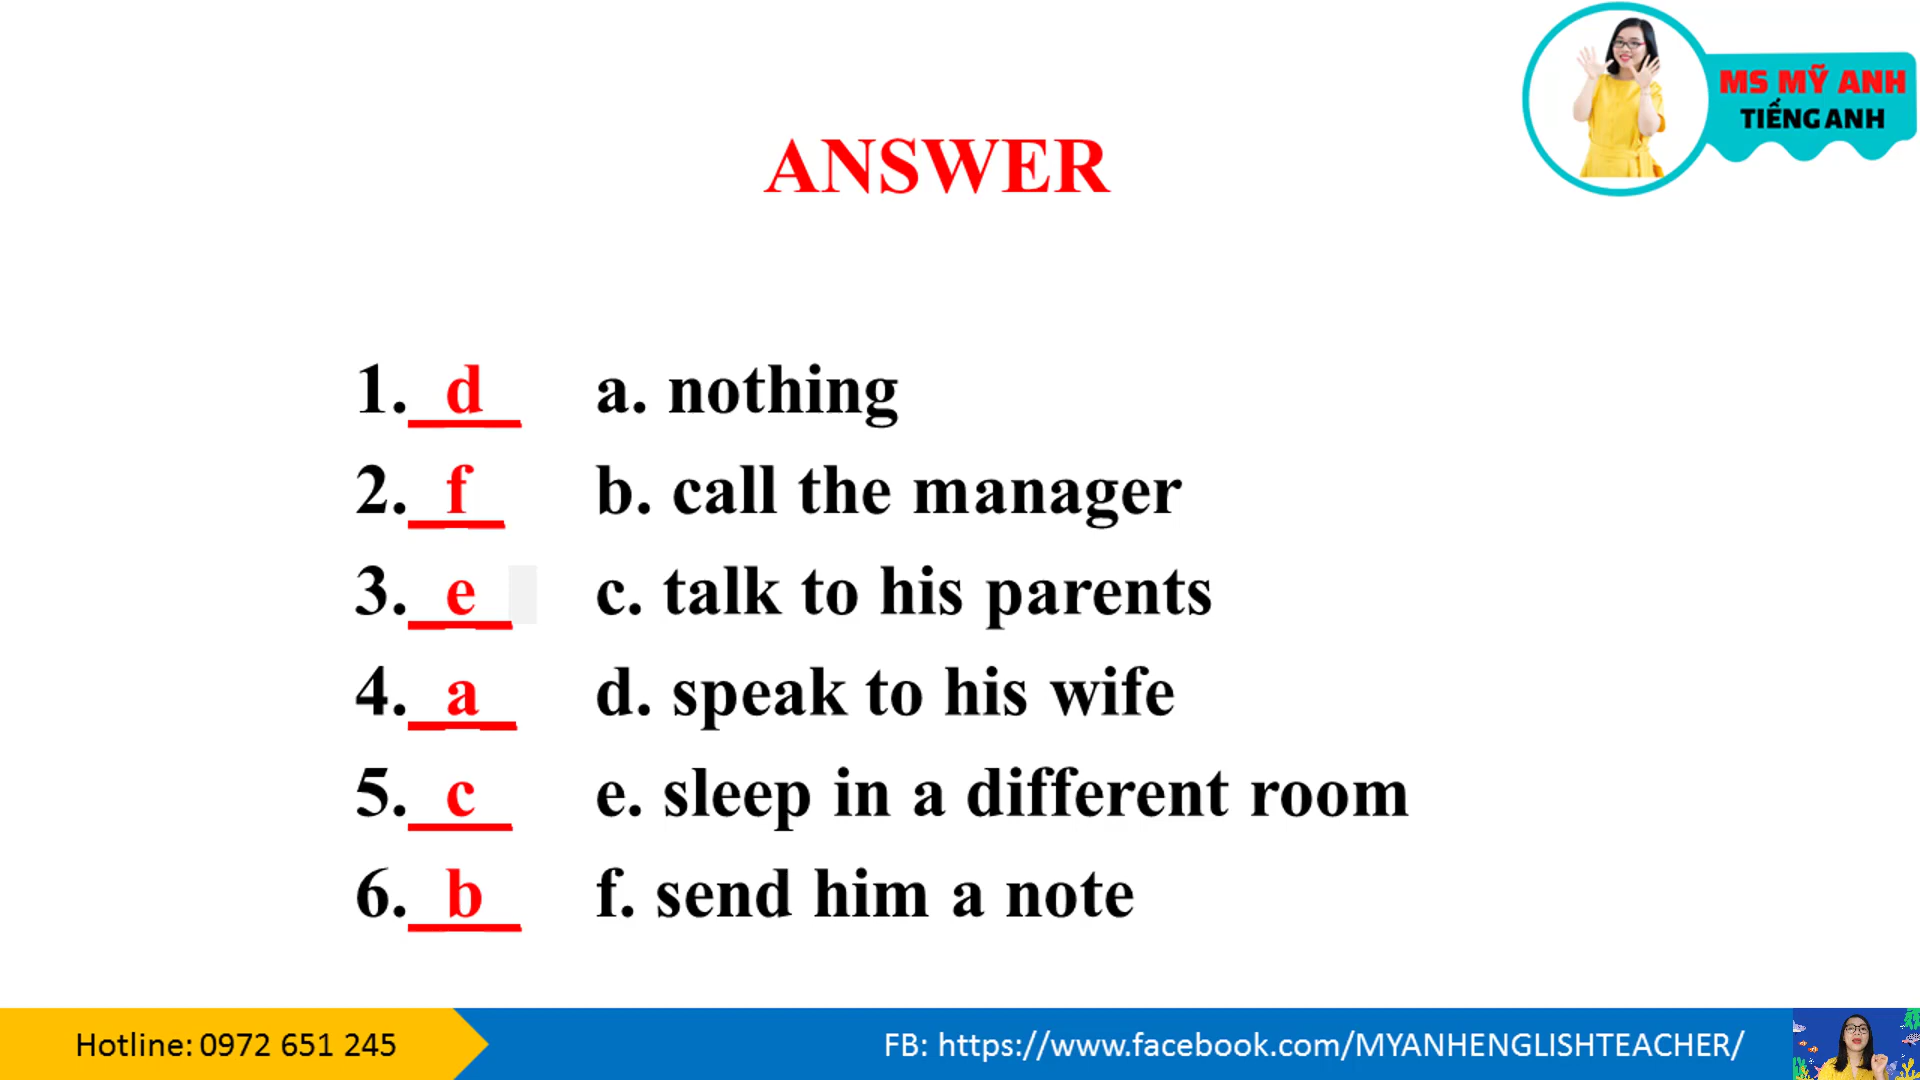 MS MỸ ANH
TIẾNG ANH
ANSWER
1. d a. nothing
2. f b. call the manager
3. e c. talk to his parents
4. a d. speak to his wife
5. c e. sleep in a different room
6. b f. send him a note
Hotline: 0972 651 245
FB: https://www.facebook.com/MYANHENGLISHTEACHER/